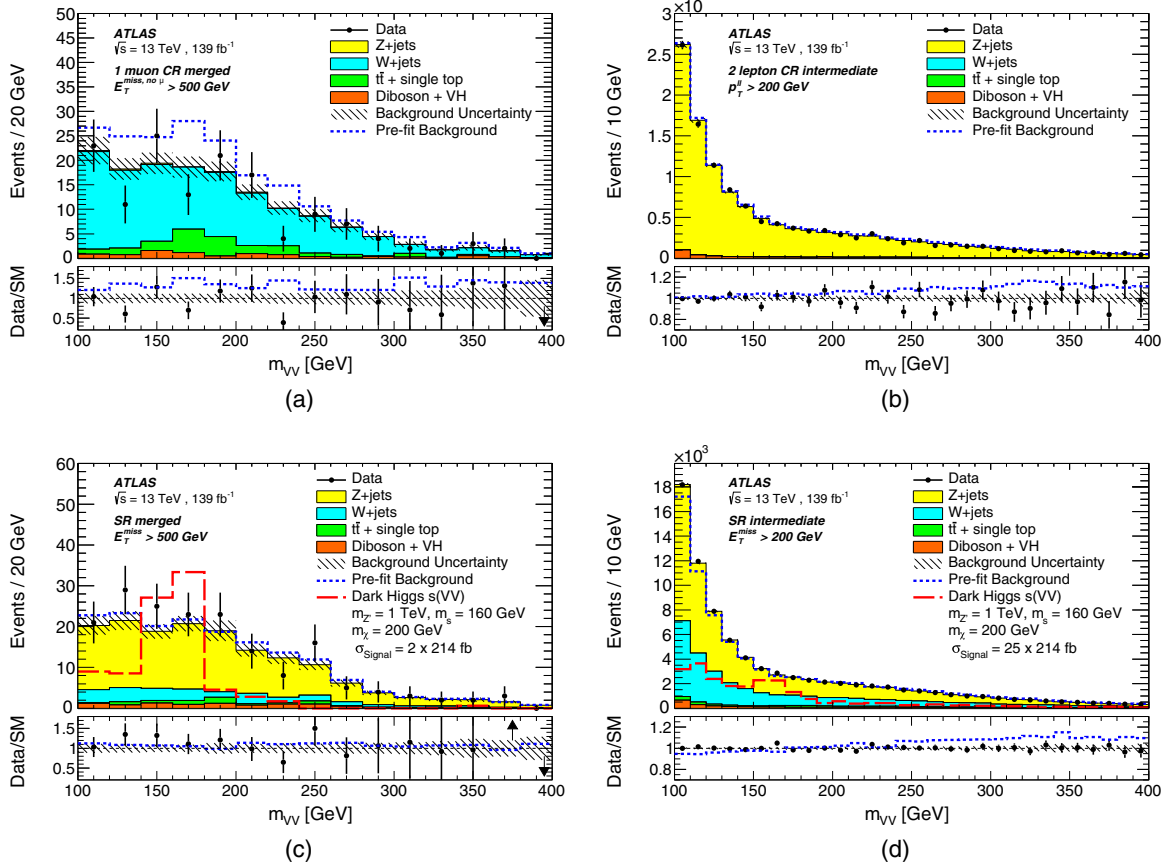 (a)
50
45
40
35
30
25
20
15
10
5
0
Events / 20 GeV
ATLAS
√s = 13 TeV , 139 fb⁻¹
1 muon CR merged
E_T^{miss, no μ} > 500 GeV
Data
Z+jets
W+jets
tt̄ + single top
Diboson + VH
Background Uncertainty
Pre-fit Background
1.5
1
0.5
Data/SM
100 150 200 250 300 350 400
m_VV [GeV]
(b)
×10
3
2.5
2
1.5
1
0.5
0
Events / 10 GeV
ATLAS
√s = 13 TeV , 139 fb⁻¹
2 lepton CR intermediate
p_T^{ll} > 200 GeV
Data
Z+jets
W+jets
tt̄ + single top
Diboson + VH
Background Uncertainty
Pre-fit Background
1.2
1
0.8
Data/SM
100 150 200 250 300 350 400
m_VV [GeV]
(c)
60
50
40
30
20
10
0
Events / 20 GeV
ATLAS
√s = 13 TeV , 139 fb⁻¹
SR merged
E_T^{miss} > 500 GeV
Data
Z+jets
W+jets
tt̄ + single top
Diboson + VH
Background Uncertainty
Pre-fit Background
Dark Higgs s(VV)
m_Z' = 1 TeV, m_s = 160 GeV
m_χ = 200 GeV
σ_Signal = 2 x 214 fb
1.5
1
0.5
Data/SM
100 150 200 250 300 350 400
m_VV [GeV]
(d)
×10³
18
16
14
12
10
8
6
4
2
0
Events / 10 GeV
ATLAS
√s = 13 TeV , 139 fb⁻¹
SR intermediate
E_T^{miss} > 200 GeV
Data
Z+jets
W+jets
tt̄ + single top
Diboson + VH
Background Uncertainty
Pre-fit Background
Dark Higgs s(VV)
m_Z' = 1 TeV, m_s = 160 GeV
m_χ = 200 GeV
σ_Signal = 25 x 214 fb
1.2
1
0.8
Data/SM
100 150 200 250 300 350 400
m_VV [GeV]